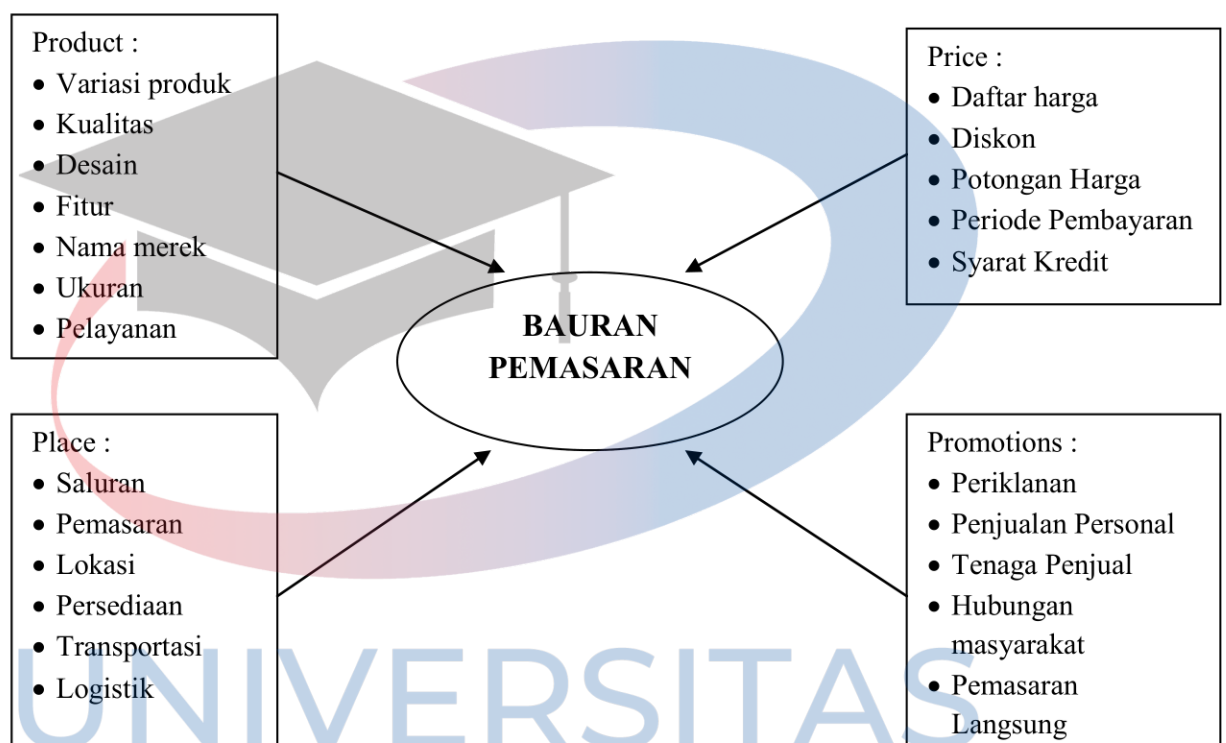 Product :
• Variasi produk
• Kualitas
• Desain
• Fitur
• Nama merek
• Ukuran
• Pelayanan
Price :
• Daftar harga
• Diskon
• Potongan Harga
• Periode Pembayaran
• Syarat Kredit
BAURAN
PEMASARAN
Place :
• Saluran
• Pemasaran
• Lokasi
• Persediaan
• Transportasi
• Logistik
Promotions :
• Periklanan
• Penjualan Personal
• Tenaga Penjual
• Hubungan
masyarakat
• Pemasaran
Langsung
UNIVERSITAS